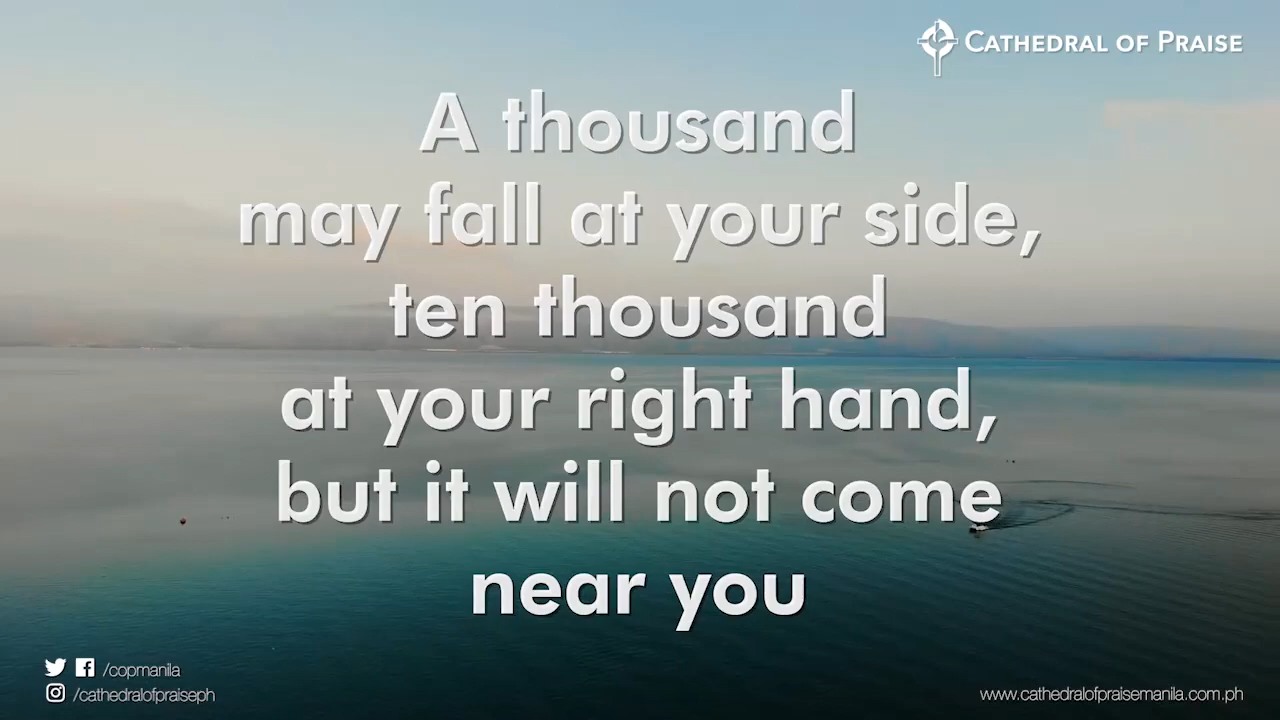 CATHEDRAL OF PRAISE
A thousand
may fall at your side,
ten thousand
at your right hand,
but it will not come
near you
/copmanila
/cathedralofpraiseph
www.cathedralofpraisemanila.com.ph